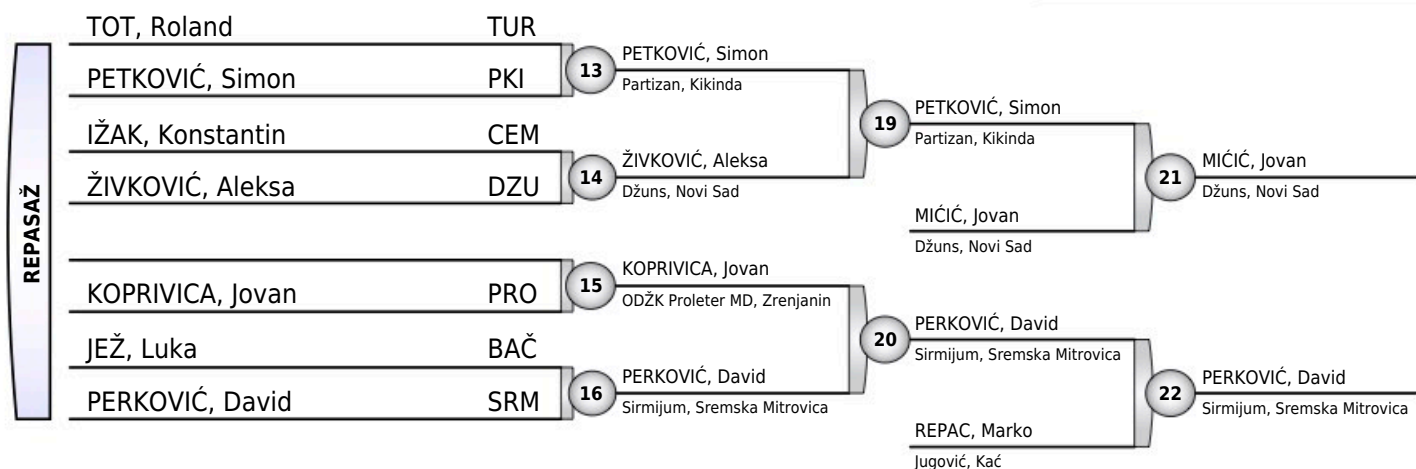 REPASAŽ
TOT, Roland TUR
PETKOVIĆ, Simon PKI
IŽAK, Konstantin CEM
ŽIVKOVIĆ, Aleksa DZU
KOPRIVICA, Jovan PRO
JEŽ, Luka BAČ
PERKOVIĆ, David SRM
13
PETKOVIĆ, Simon
Partizan, Kikinda
14
ŽIVKOVIĆ, Aleksa
Džuns, Novi Sad
15
KOPRIVICA, Jovan
ODŽK Proleter MD, Zrenjanin
16
PERKOVIĆ, David
Sirmijum, Sremska Mitrovica
19
PETKOVIĆ, Simon
Partizan, Kikinda
MIĆIĆ, Jovan
Džuns, Novi Sad
20
PERKOVIĆ, David
Sirmijum, Sremska Mitrovica
REPAC, Marko
Jugović, Kać
21
MIĆIĆ, Jovan
Džuns, Novi Sad
22
PERKOVIĆ, David
Sirmijum, Sremska Mitrovica